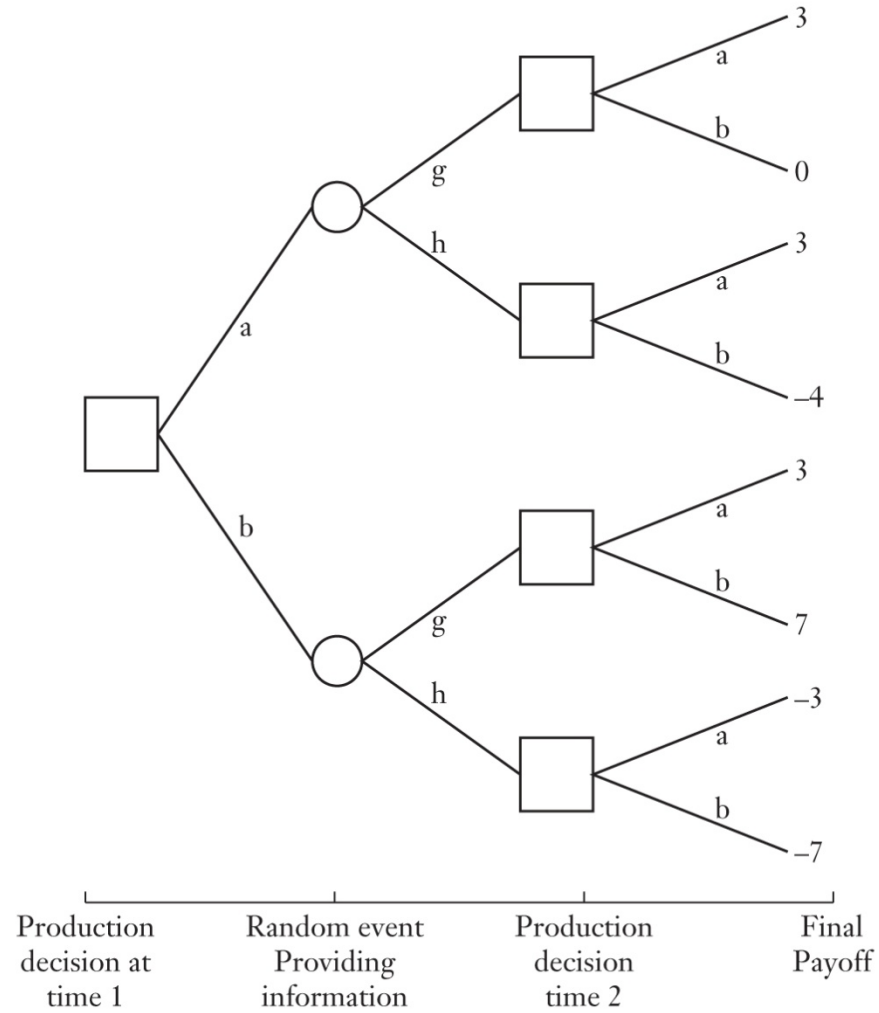 3
a
b
0
g
h
3
a
b
–4
a
b
3
a
b
7
g
h
–3
a
b
–7
Production decision at time 1
Random event Providing information
Production decision time 2
Final Payoff